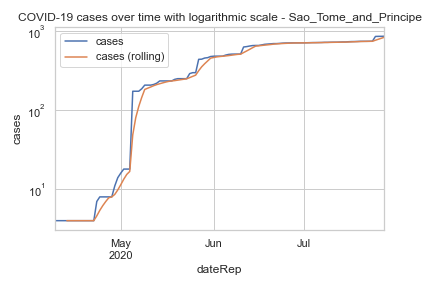 COVID-19 cases over time with logarithmic scale - Sao_Tome_and_Principe
cases
cases (rolling)
10³
10²
10¹
cases
May
2020
Jun
Jul
dateRep